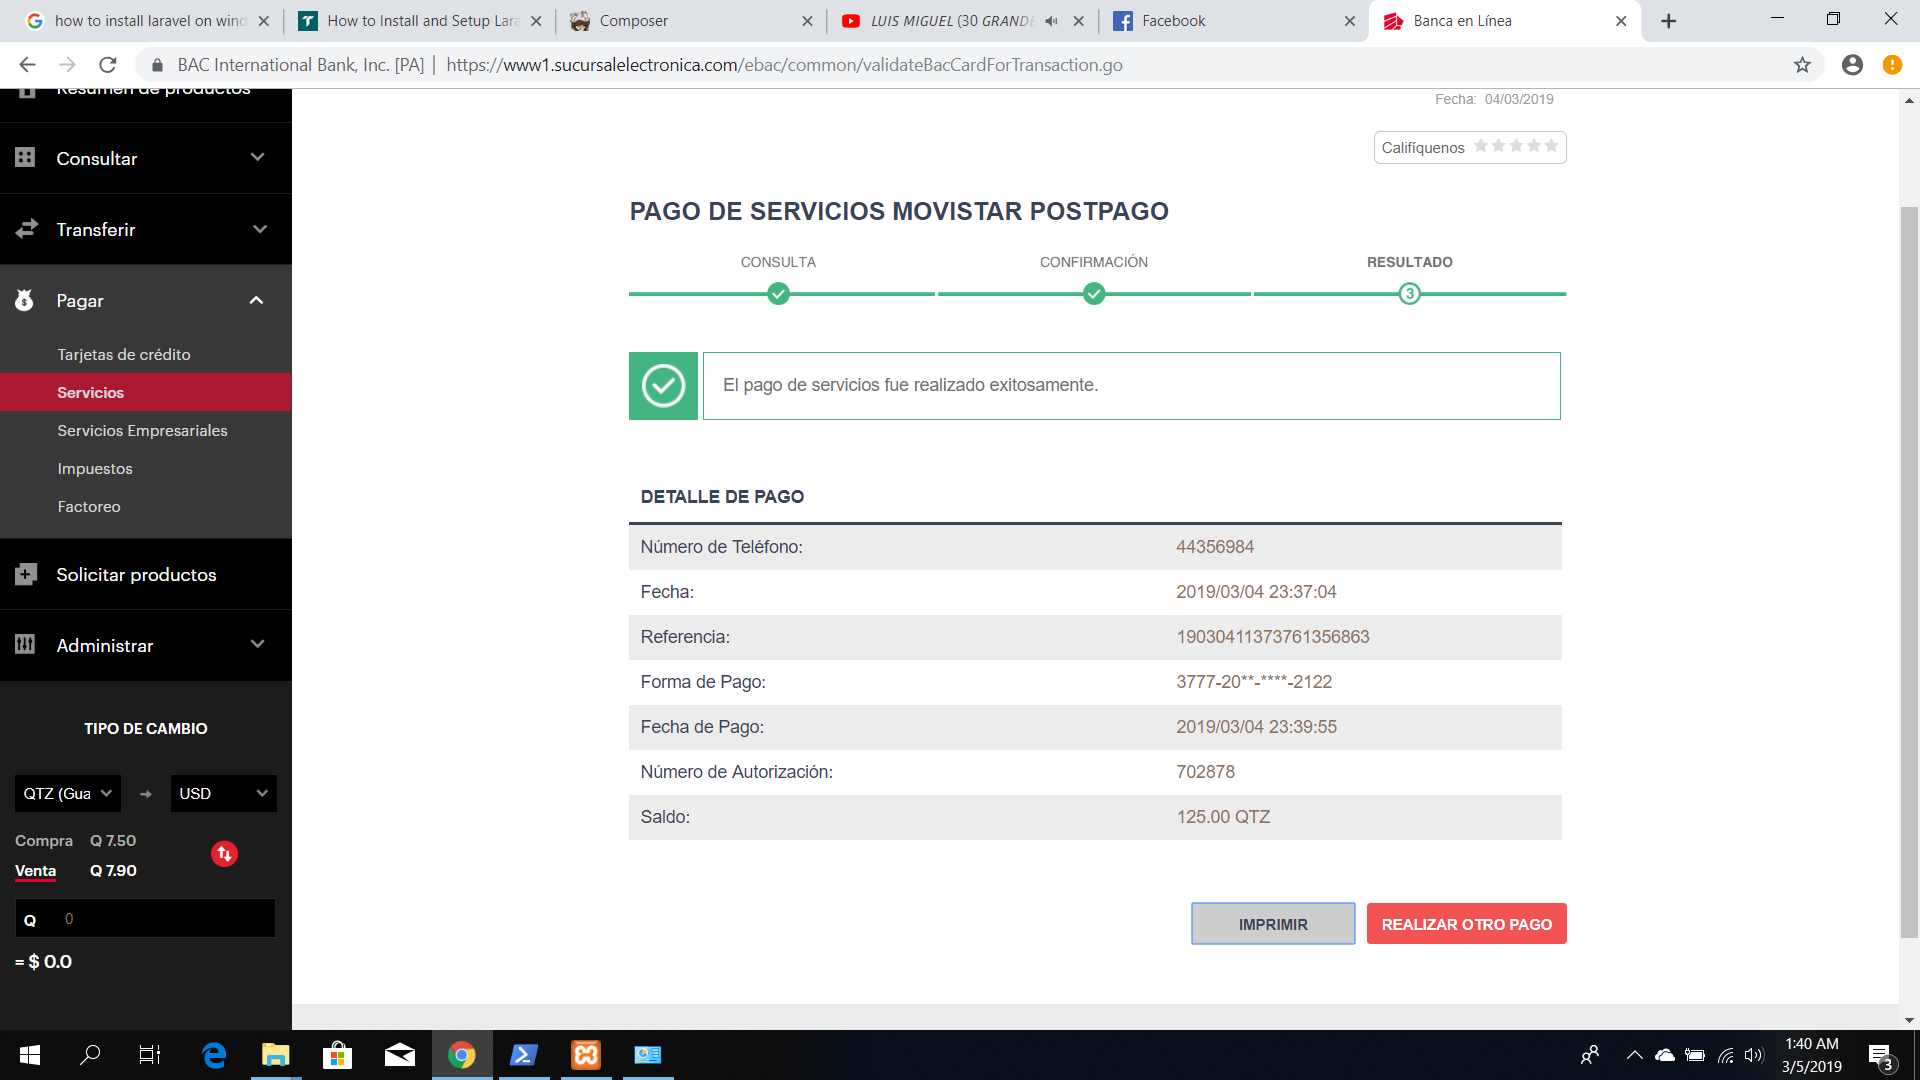 how to install laravel on wind
How to Install and Setup Lara
Composer
LUIS MIGUEL (30 GRANDE
Facebook
Banca en Línea
BAC International Bank, Inc. [PA] | https://www1.sucursalelectronica.com/ebac/common/validateBacCardForTransaction.go
Resumen de productos
Consultar
Transferir
Pagar
Tarjetas de crédito
Servicios
Servicios Empresariales
Impuestos
Factoreo
Solicitar productos
Administrar
TIPO DE CAMBIO
QTZ (Gua
USD
Compra Q 7.50
Venta Q 7.90
Q 0
= $ 0.0
Fecha: 04/03/2019
Califíquenos
PAGO DE SERVICIOS MOVISTAR POSTPAGO
CONSULTA
CONFIRMACIÓN
RESULTADO
3
El pago de servicios fue realizado exitosamente.
DETALLE DE PAGO
Número de Teléfono: 44356984
Fecha: 2019/03/04 23:37:04
Referencia: 19030411373761356863
Forma de Pago: 3777-20**-****-2122
Fecha de Pago: 2019/03/04 23:39:55
Número de Autorización: 702878
Saldo: 125.00 QTZ
IMPRIMIR
REALIZAR OTRO PAGO
1:40 AM
3/5/2019
3